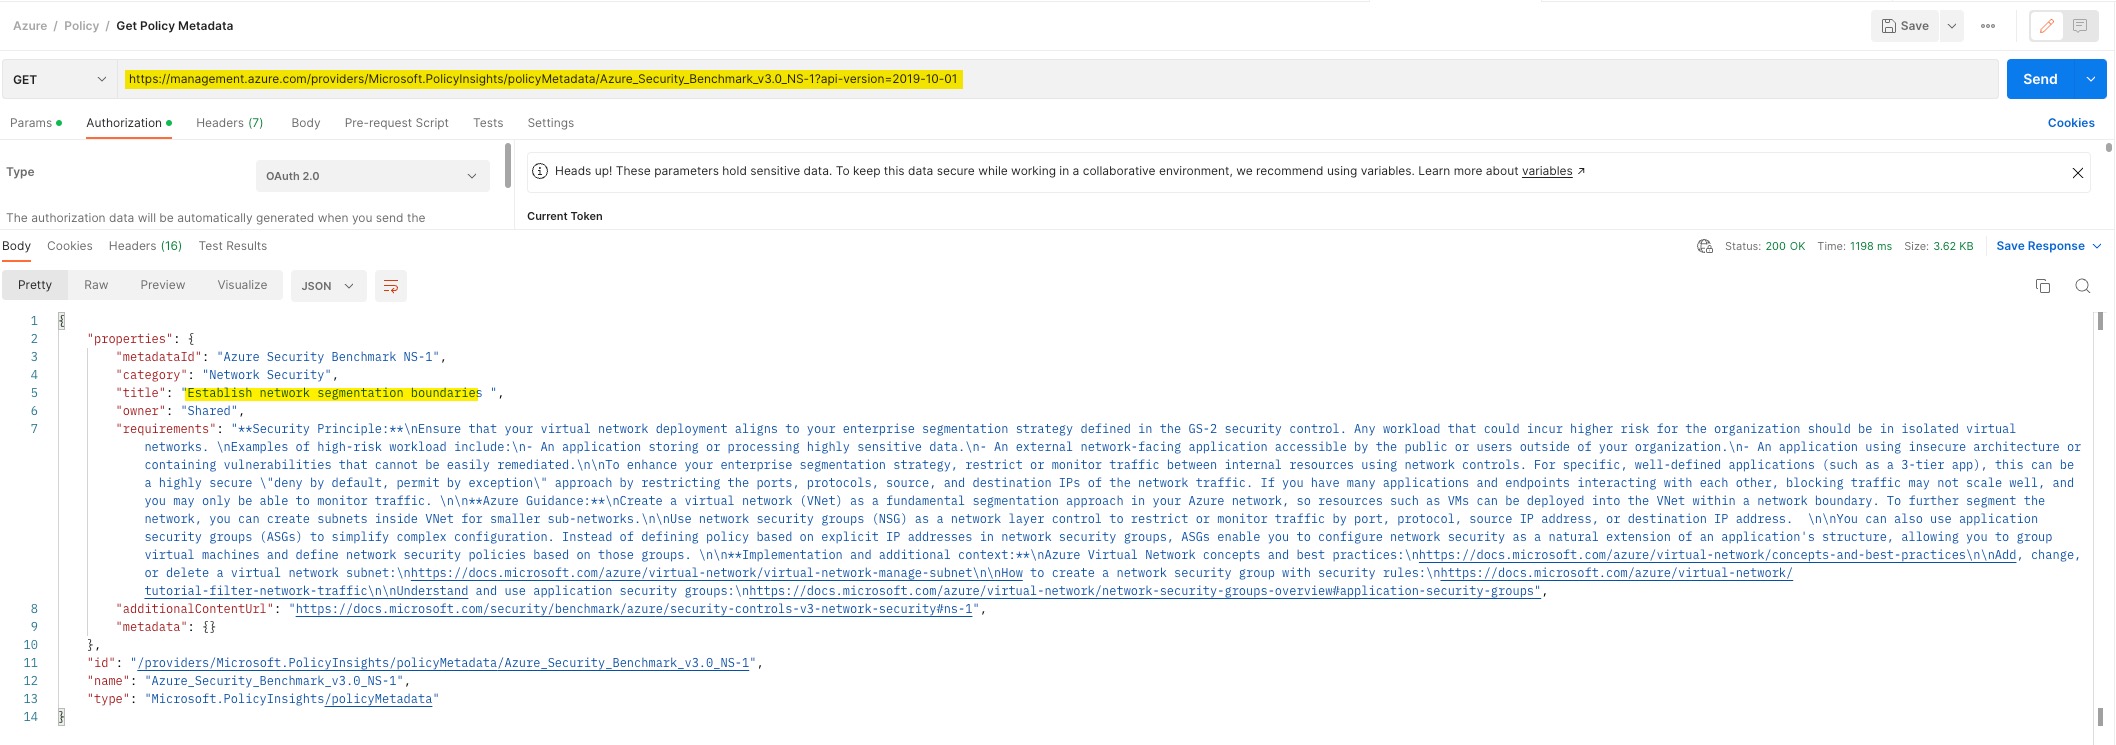 Azure / Policy / Get Policy Metadata
Save
GET
https://management.azure.com/providers/Microsoft.PolicyInsights/policyMetadata/Azure_Security_Benchmark_v3.0_NS-1?api-version=2019-10-01
Send
Params Authorization Headers (7) Body Pre-request Script Tests Settings
Cookies
Type
OAuth 2.0
Heads up! These parameters hold sensitive data. To keep this data secure while working in a collaborative environment, we recommend using variables. Learn more about variables ↗
The authorization data will be automatically generated when you send the
Current Token
Body Cookies Headers (16) Test Results
Status: 200 OK Time: 1198 ms Size: 3.62 KB Save Response
Pretty Raw Preview Visualize JSON
1 {
2 "properties": {
3 "metadataId": "Azure Security Benchmark NS-1",
4 "category": "Network Security",
5 "title": "Establish network segmentation boundaries ",
6 "owner": "Shared",
7 "requirements": "**Security Principle:**\nEnsure that your virtual network deployment aligns to your enterprise segmentation strategy defined in the GS-2 security control. Any workload that could incur higher risk for the organization should be in isolated virtual
networks. \nExamples of high-risk workload include:\n- An application storing or processing highly sensitive data.\n- An external network-facing application accessible by the public or users outside of your organization.\n- An application using insecure architecture or
containing vulnerabilities that cannot be easily remediated.\n\nTo enhance your enterprise segmentation strategy, restrict or monitor traffic between internal resources using network controls. For specific, well-defined applications (such as a 3-tier app), this can be
a highly secure \"deny by default, permit by exception\" approach by restricting the ports, protocols, source, and destination IPs of the network traffic. If you have many applications and endpoints interacting with each other, blocking traffic may not scale well, and
you may only be able to monitor traffic. \n\n**Azure Guidance:**\nCreate a virtual network (VNet) as a fundamental segmentation approach in your Azure network, so resources such as VMs can be deployed into the VNet within a network boundary. To further segment the
network, you can create subnets inside VNet for smaller sub-networks.\n\nUse network security groups (NSG) as a network layer control to restrict or monitor traffic by port, protocol, source IP address, or destination IP address.  \n\nYou can also use application
security groups (ASGs) to simplify complex configuration. Instead of defining policy based on explicit IP addresses in network security groups, ASGs enable you to configure network security as a natural extension of an application's structure, allowing you to group
virtual machines and define network security policies based on those groups. \n\n**Implementation and additional context:**\nAzure Virtual Network concepts and best practices:\nhttps://docs.microsoft.com/azure/virtual-network/concepts-and-best-practices\n\nAdd, change,
or delete a virtual network subnet:\nhttps://docs.microsoft.com/azure/virtual-network/virtual-network-manage-subnet\n\nHow to create a network security group with security rules:\nhttps://docs.microsoft.com/azure/virtual-network/
tutorial-filter-network-traffic\n\nUnderstand and use application security groups:\nhttps://docs.microsoft.com/azure/virtual-network/network-security-groups-overview#application-security-groups",
8 "additionalContentUrl": "https://docs.microsoft.com/security/benchmark/azure/security-controls-v3-network-security#ns-1",
9 "metadata": {}
10 },
11 "id": "/providers/Microsoft.PolicyInsights/policyMetadata/Azure_Security_Benchmark_v3.0_NS-1",
12 "name": "Azure_Security_Benchmark_v3.0_NS-1",
13 "type": "Microsoft.PolicyInsights/policyMetadata"
14 }